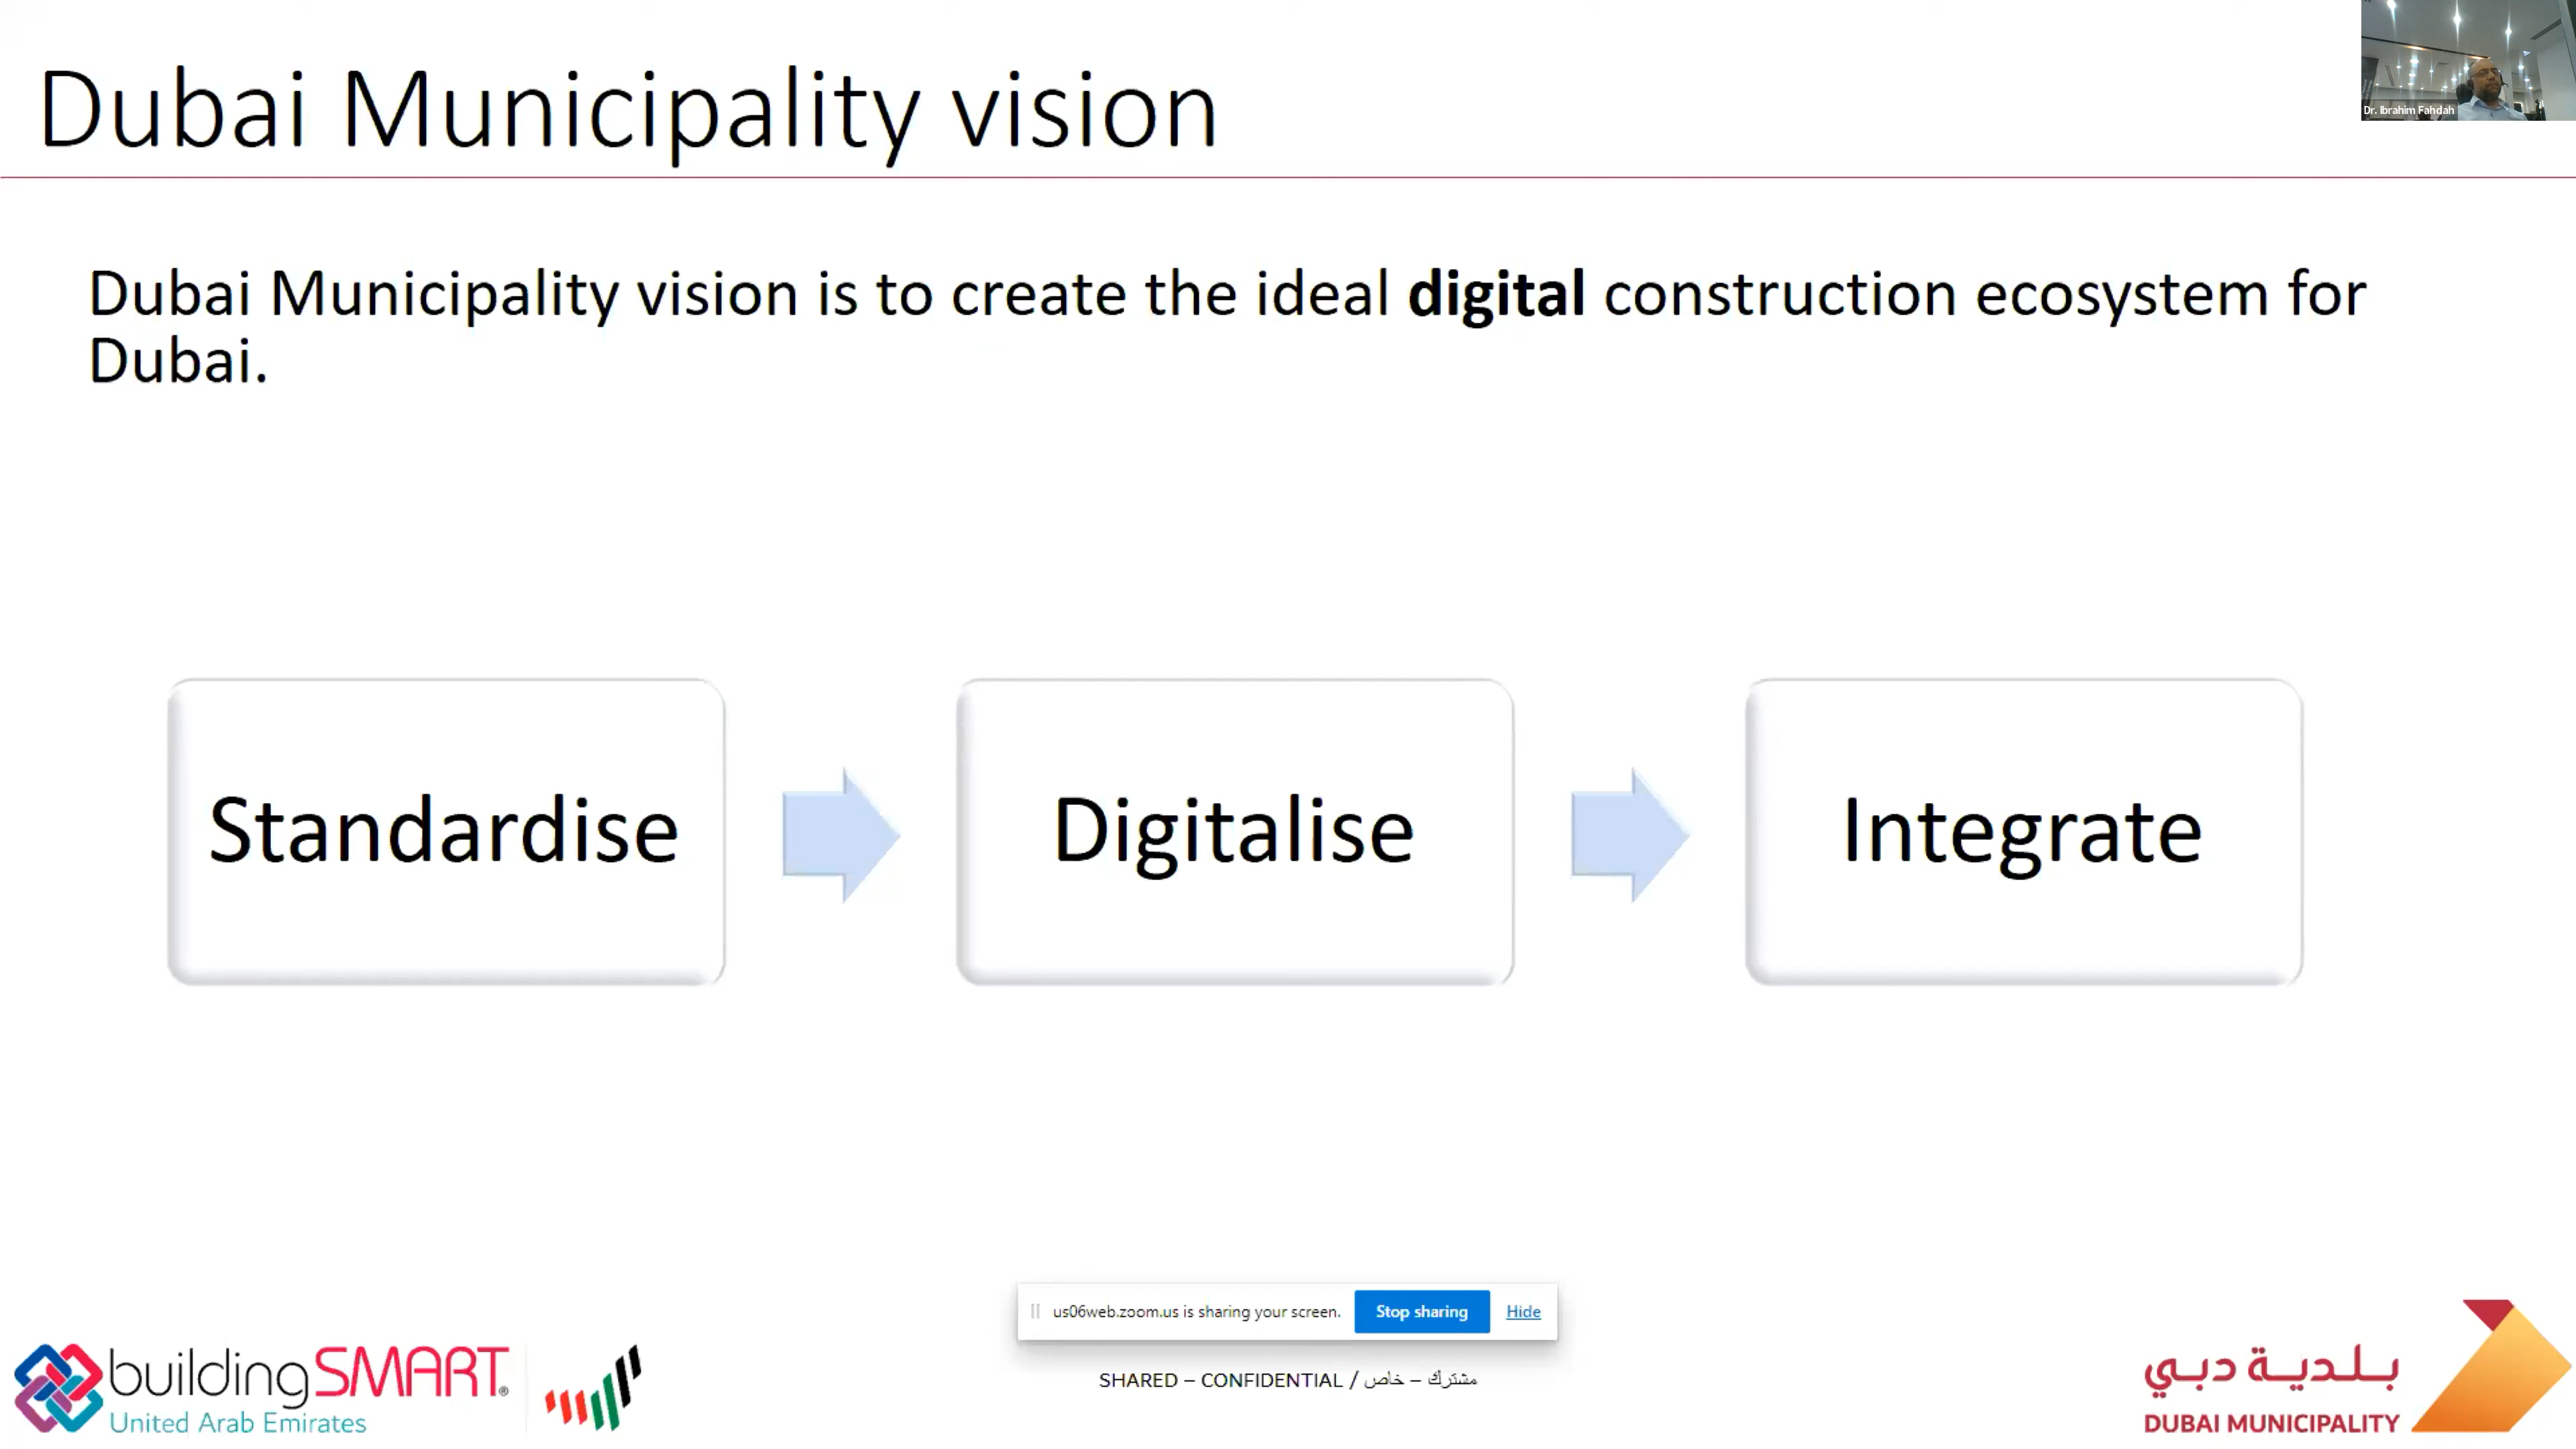 Dubai Municipality vision
Dr. Ibrahim Fahdah
Dubai Municipality vision is to create the ideal digital construction ecosystem for
Dubai.
Standardise
Digitalise
Integrate
us06web.zoom.us is sharing your screen.
Stop sharing
Hide
buildingSMART®
United Arab Emirates
SHARED – CONFIDENTIAL / مشترك – خاص
بلدية دبي
DUBAI MUNICIPALITY